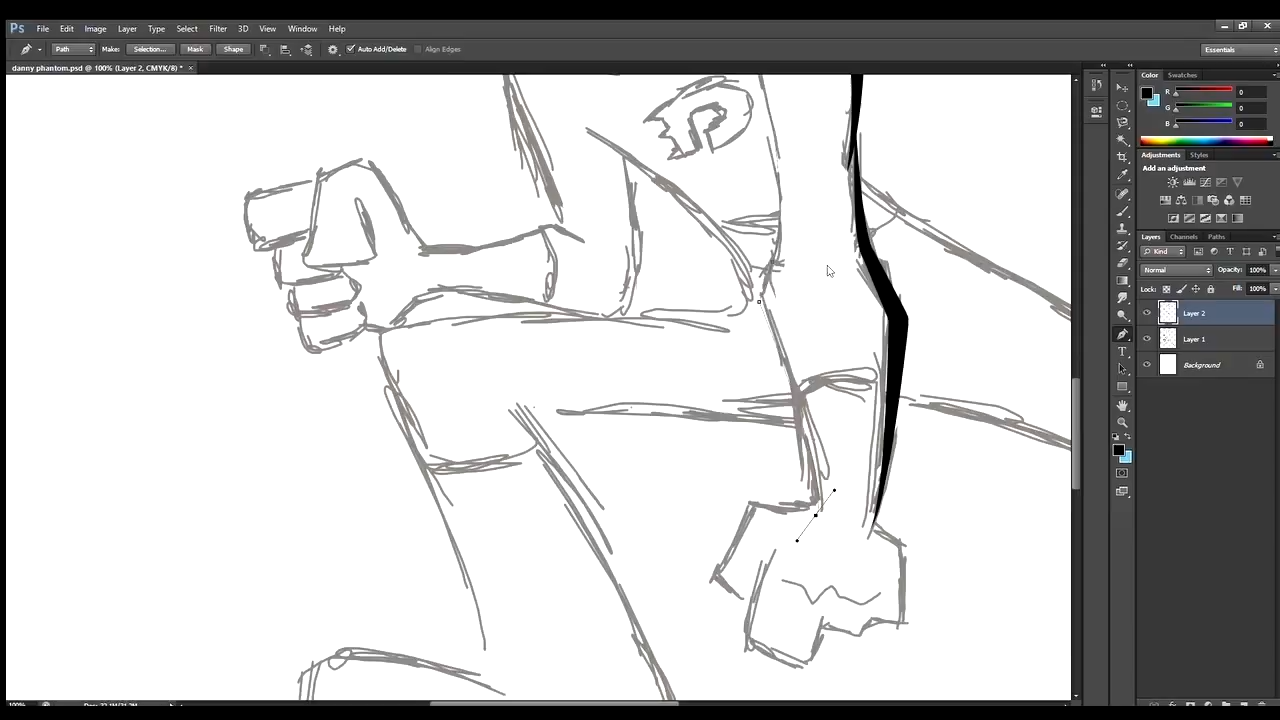 Ps File Edit Image Layer Type Select Filter 3D View Window Help
Path Make: Selection... Mask Shape Auto Add/Delete Align Edges Essentials
danny phantom.psd @ 100% (Layer 2, CMYK/8) * ×
Color Swatches
R 0
G 0
B 0
Adjustments Styles
Add an adjustment
Layers Channels Paths
Kind
Normal Opacity: 100%
Lock: Fill: 100%
Layer 2
Layer 1
Background